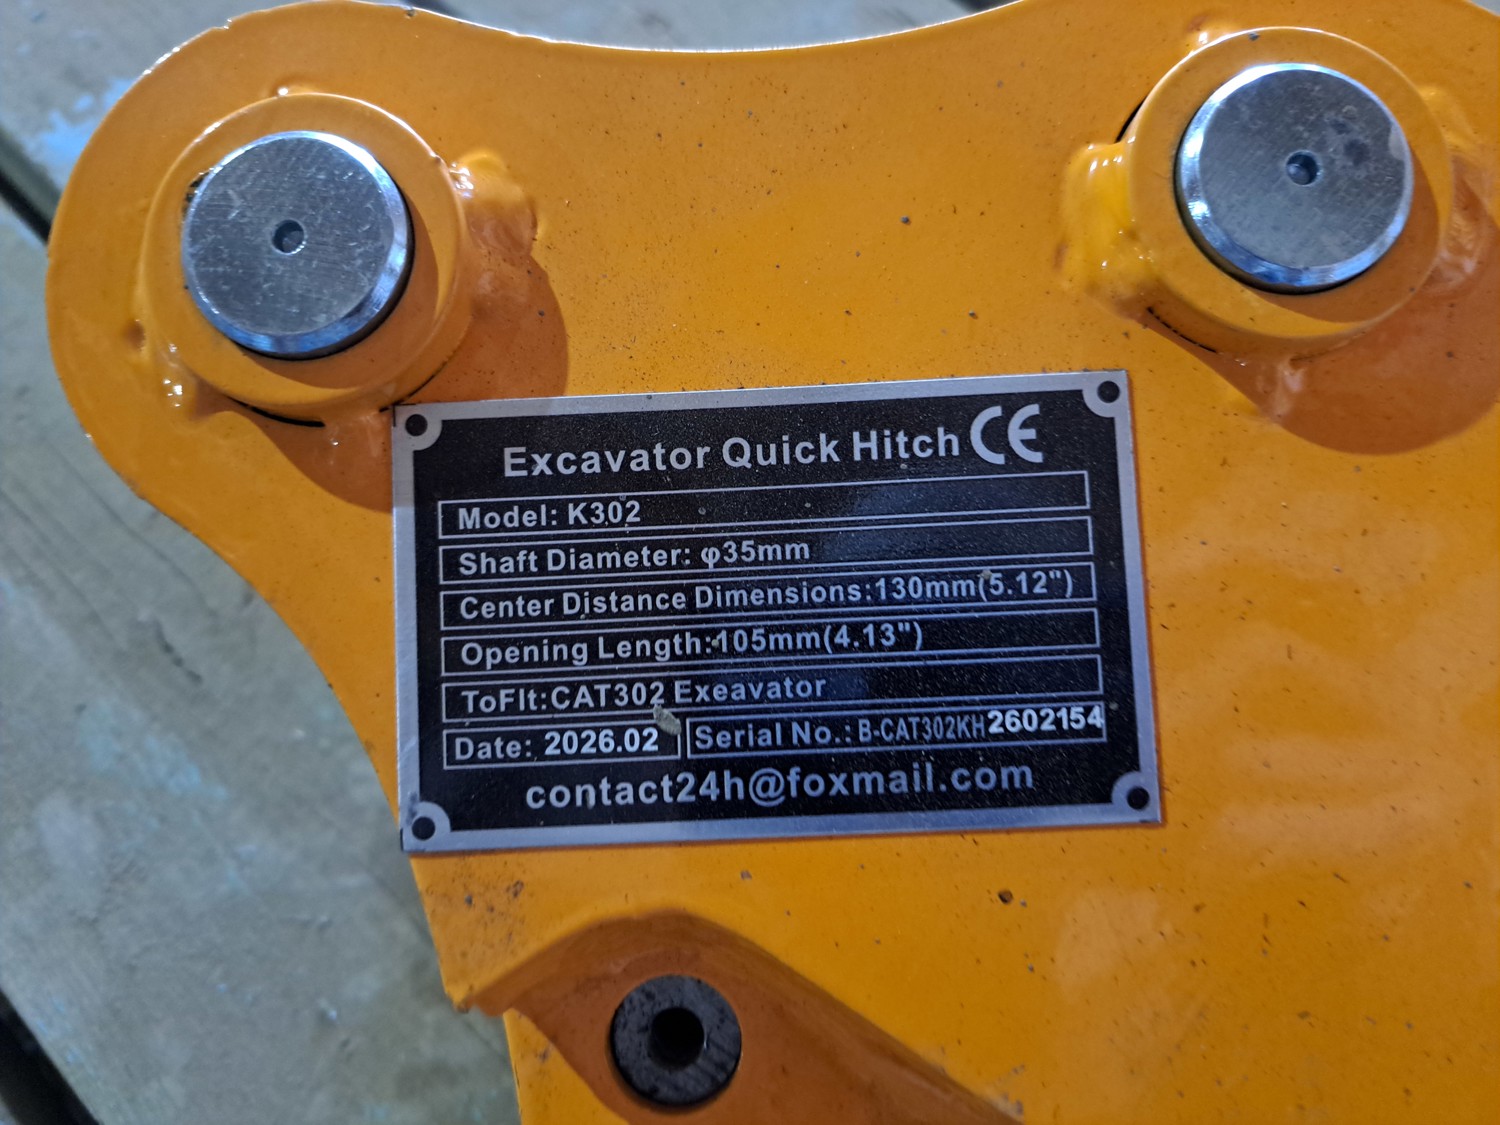 Excavator Quick Hitch CE
Model: K302
Shaft Diameter: φ35mm
Center Distance Dimensions:130mm(5.12")
Opening Length:105mm(4.13")
ToFIt:CAT302 Exeavator
Date: 2026.02 Serial No.: B-CAT302KH2602154
contact24h@foxmail.com